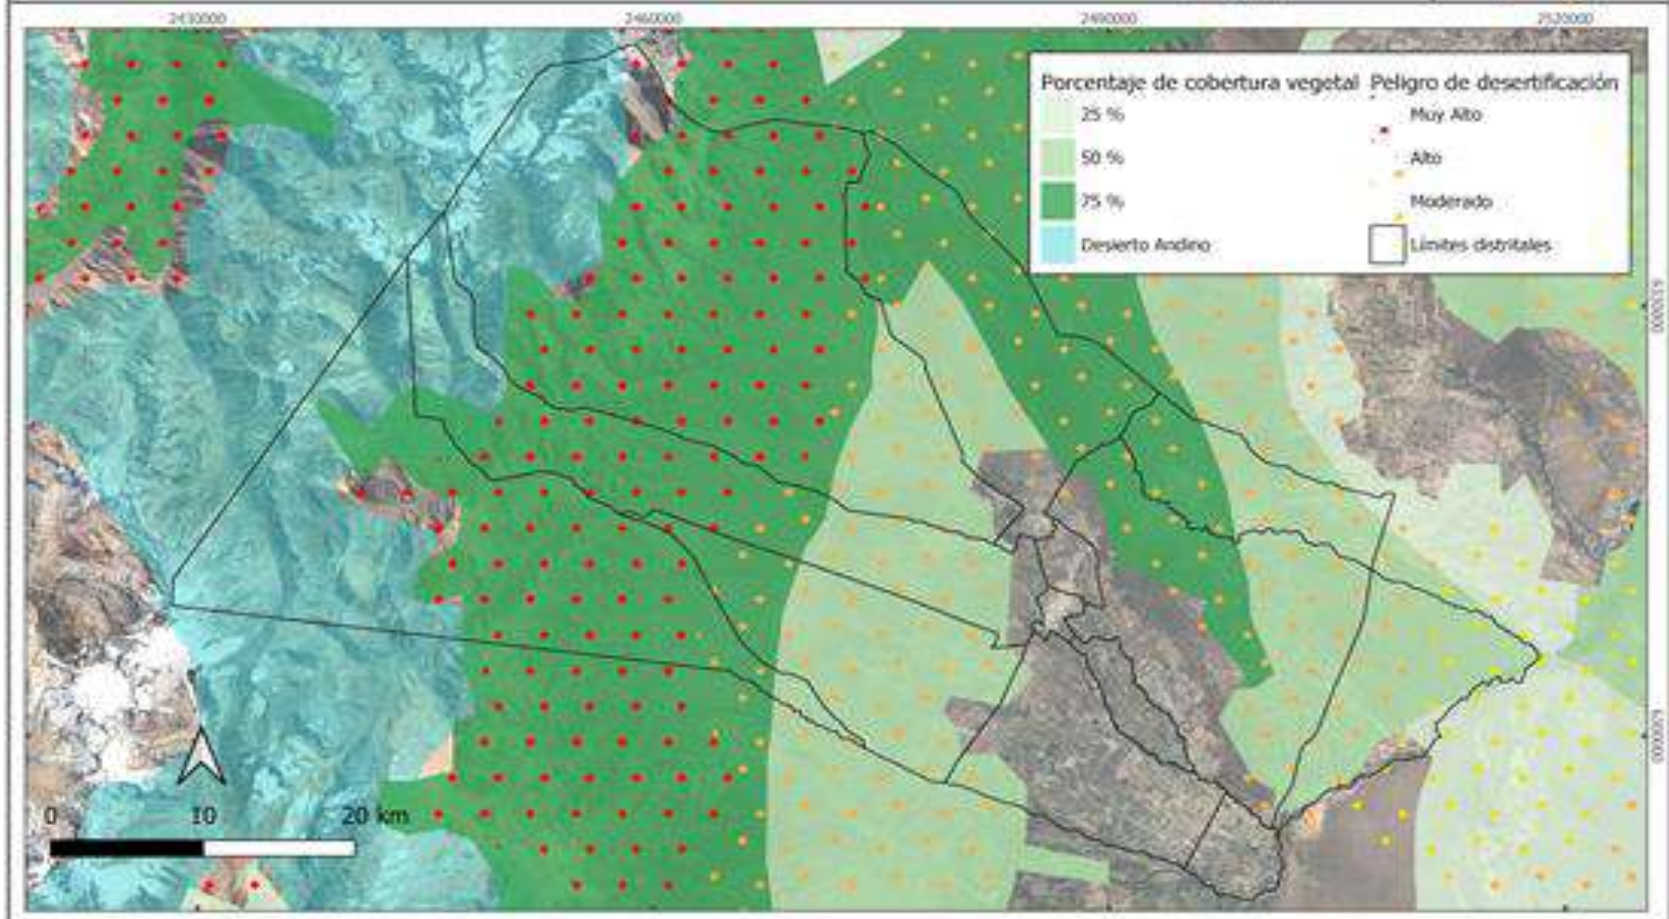 2430000 2460000 2490000 2520000
Porcentaje de cobertura vegetal Peligro de desertificación
25 % Muy Alto
50 % Alto
75 % Moderado
Desierto Andino Límites distritales
0 10 20 km